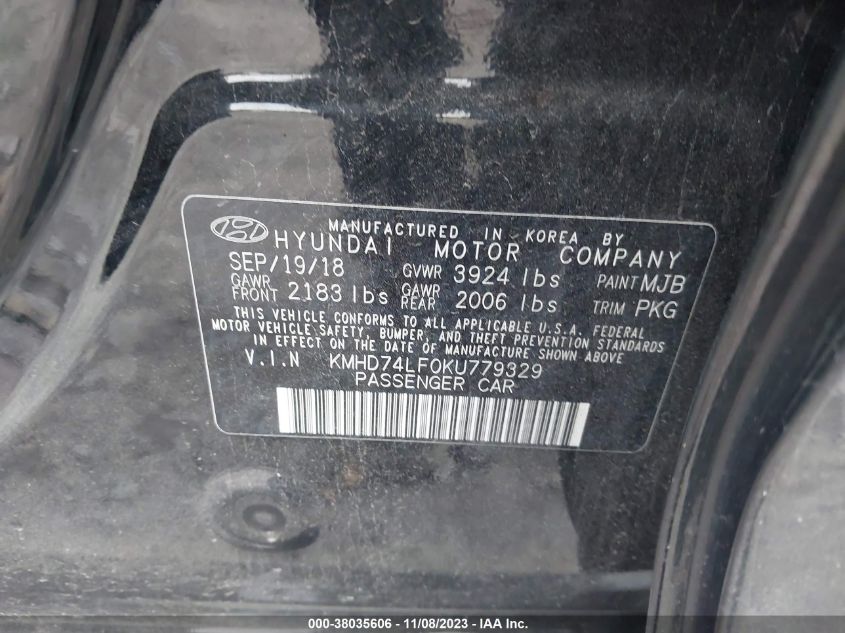 MANUFACTURED IN KOREA BY
HYUNDAI MOTOR COMPANY
SEP/19/18 GVWR 3924 lbs PAINT MJB
GAWR FRONT 2183 lbs GAWR REAR 2006 lbs TRIM PKG
THIS VEHICLE CONFORMS TO ALL APPLICABLE U.S.A. FEDERAL
MOTOR VEHICLE SAFETY, BUMPER, AND THEFT PREVENTION STANDARDS
IN EFFECT ON THE DATE OF MANUFACTURE SHOWN ABOVE
V.I.N KMHD74LF0KU779329
PASSENGER CAR
000-38035606 - 11/08/2023 - IAA Inc.